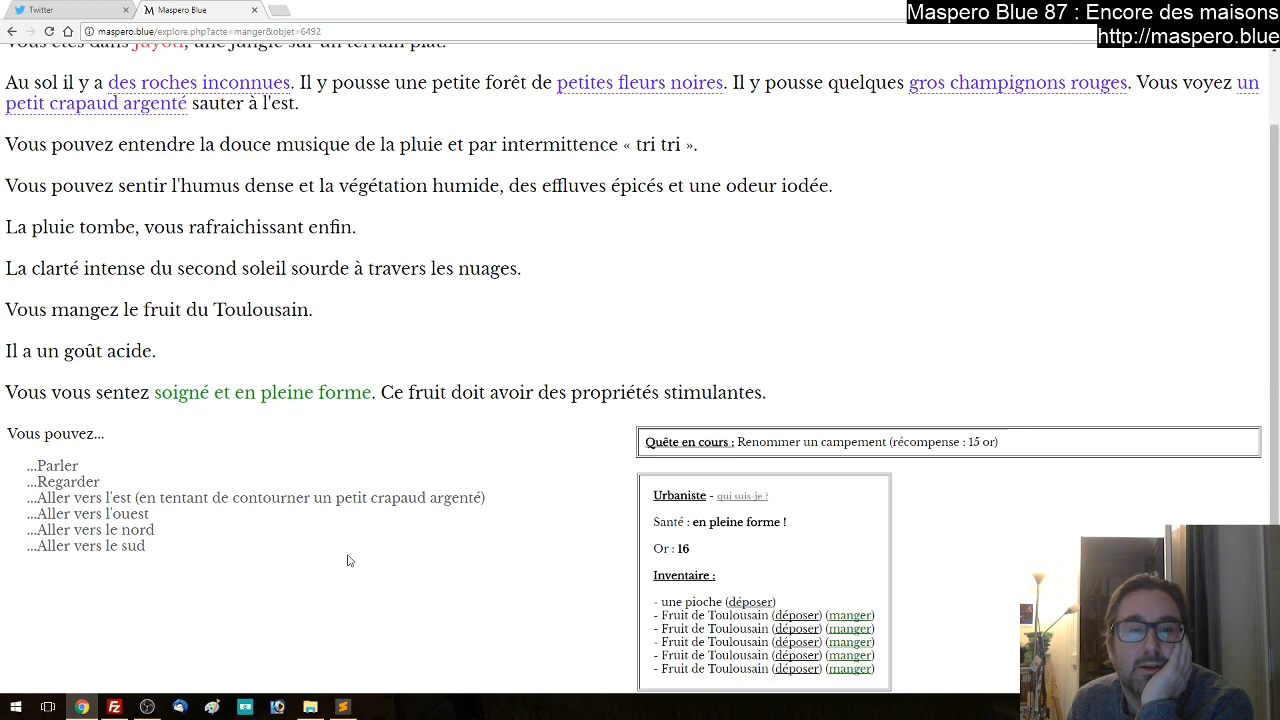 Twitter
Maspero Blue
Maspero Blue 87 : Encore des maisons
http://maspero.blue
maspero.blue/explore.php?acte=manger&objet=6492
Vous êtes dans Jayoti, une jungle sur un terrain plat.
Au sol il y a des roches inconnues. Il y pousse une petite forêt de petites fleurs noires. Il y pousse quelques gros champignons rouges. Vous voyez un
petit crapaud argenté sauter à l'est.
Vous pouvez entendre la douce musique de la pluie et par intermittence « tri tri ».
Vous pouvez sentir l'humus dense et la végétation humide, des effluves épicés et une odeur iodée.
La pluie tombe, vous rafraichissant enfin.
La clarté intense du second soleil sourde à travers les nuages.
Vous mangez le fruit du Toulousain.
Il a un goût acide.
Vous vous sentez soigné et en pleine forme. Ce fruit doit avoir des propriétés stimulantes.
Vous pouvez...
...Parler
...Regarder
...Aller vers l'est (en tentant de contourner un petit crapaud argenté)
...Aller vers l'ouest
...Aller vers le nord
...Aller vers le sud
Quête en cours : Renommer un campement (récompense : 15 or)
Urbaniste - qui suis-je ?
Santé : en pleine forme !
Or : 16
Inventaire :
- une pioche (déposer)
- Fruit de Toulousain (déposer) (manger)
- Fruit de Toulousain (déposer) (manger)
- Fruit de Toulousain (déposer) (manger)
- Fruit de Toulousain (déposer) (manger)
- Fruit de Toulousain (déposer) (manger)